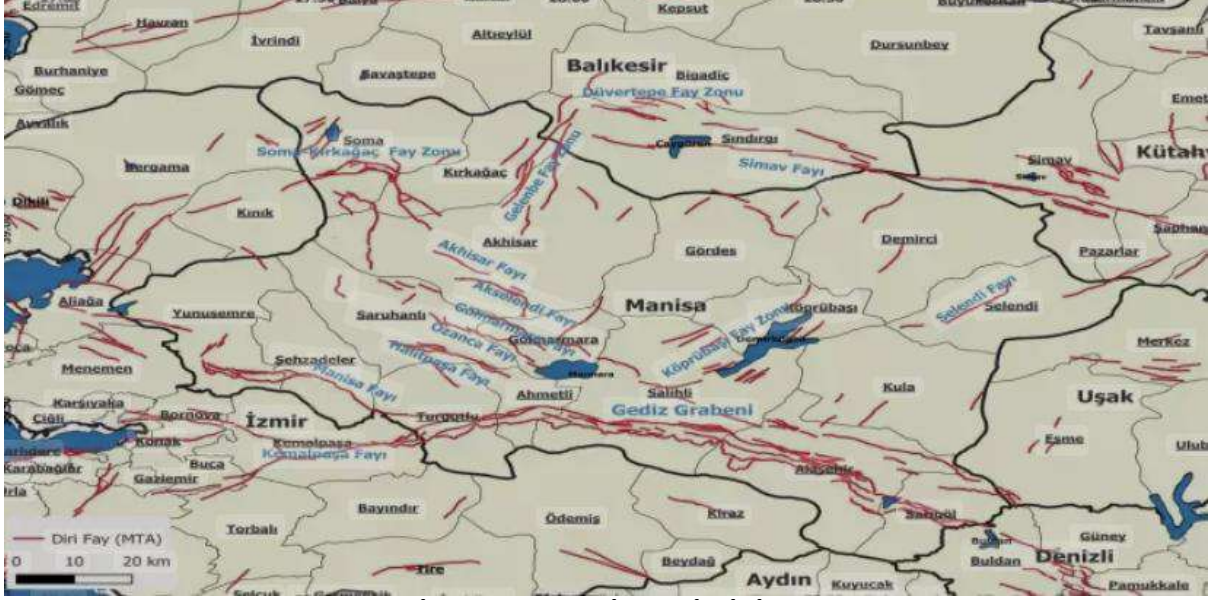 Edremit
Havran
İvrindi
Altıeylül
Kepsut
Dursunbey
Tavşanlı
Burhaniye
Gömeç
Savaştepe
Balıkesir
Bigadiç
Düvertepe Fay Zonu
Emet
Ayvalık
Soma
Soma-Kırkağaç Fay Zonu
Sındırgı
Simav Fayı
Simav
Kütahy
Bergama
Kırkağaç
Gelenbe Fay Zonu
Dikili
Kınık
Akhisar
Gördes
Demirci
Şaphan
Pazarlar
Akhisar Fayı
Akselendi Fayı
Selendi Fayı
Selendi
Aliağa
Yunusemre
Saruhanlı
Manisa
Köprübaşı
Gölmarmara Fayı
Gölmarmara
Ozanca Fayı
Halitpaşa Fayı
Köprübaşı Fay Zonu
Merkez
Menemen
Şehzadeler
Manisa Fayı
Marmara
Ahmetli
Salihli
Kula
Uşak
Karşıyaka
Çiğli
Bornova
İzmir
Turgutlu
Gediz Grabeni
Eşme
Ulub
Konak
Kemalpaşa
Kemalpaşa Fayı
Karabağlar
Buca
Gaziemir
Alaşehir
Sarıgöl
Torbalı
Bayındır
Ödemiş
Kiraz
Buldan
Güney
Denizli
Diri Fay (MTA)
0 10 20 km
Tire
Beydağ
Aydın
Kuyucak
Pamukkale